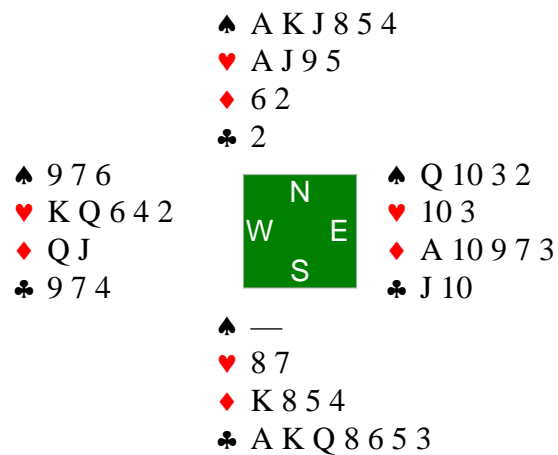 ♠ A K J 8 5 4
♥ A J 9 5
♦ 6 2
♣ 2
♠ 9 7 6
♥ K Q 6 4 2
♦ Q J
♣ 9 7 4
N
W E
S
♠ Q 10 3 2
♥ 10 3
♦ A 10 9 7 3
♣ J 10
♠ —
♥ 8 7
♦ K 8 5 4
♣ A K Q 8 6 5 3